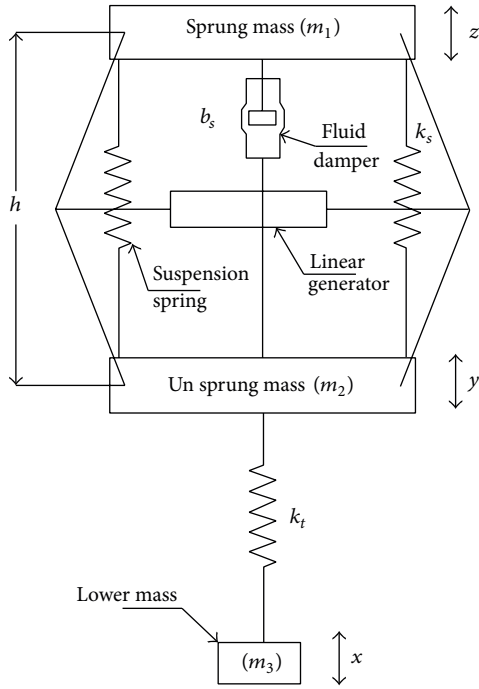 Sprung mass (m₁)
z
bₛ
Fluid
damper
kₛ
h
Suspension
spring
Linear
generator
Un sprung mass (m₂)
y
kₜ
Lower mass
(m₃)
x